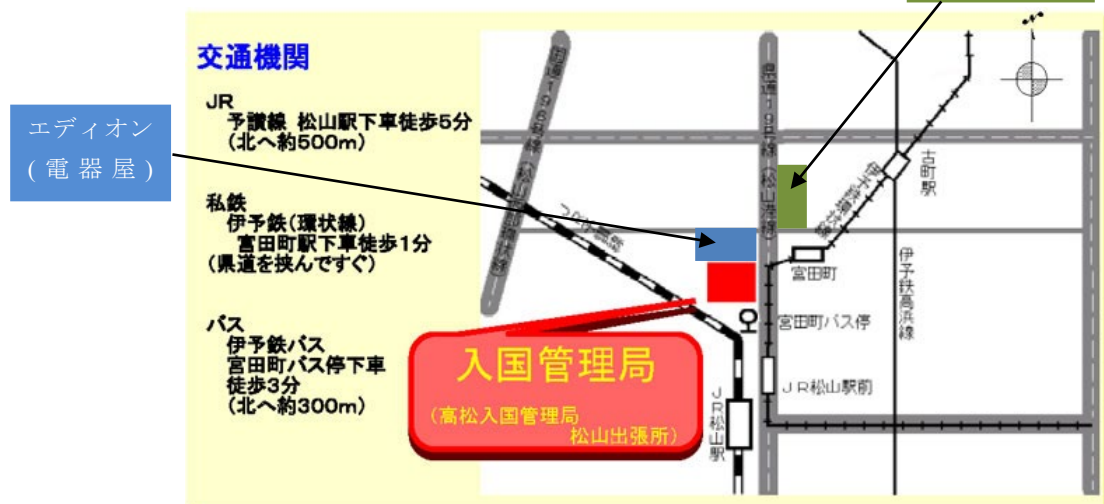 エディオン
(電器屋)
交通機関
JR
予讃線 松山駅下車徒歩5分
(北へ約500m)
私鉄
伊予鉄(環状線)
宮田町駅下車徒歩1分
(県道を挟んですぐ)
バス
伊予鉄バス
宮田町バス停下車
徒歩3分
(北へ約300m)
入国管理局
(高松入国管理局
松山出張所)
国道196号線
県道19号線(松山港線)
古町駅
伊予鉄環状線
宮田町
伊予鉄高浜線
宮田町バス停
JR松山駅前
JR松山駅